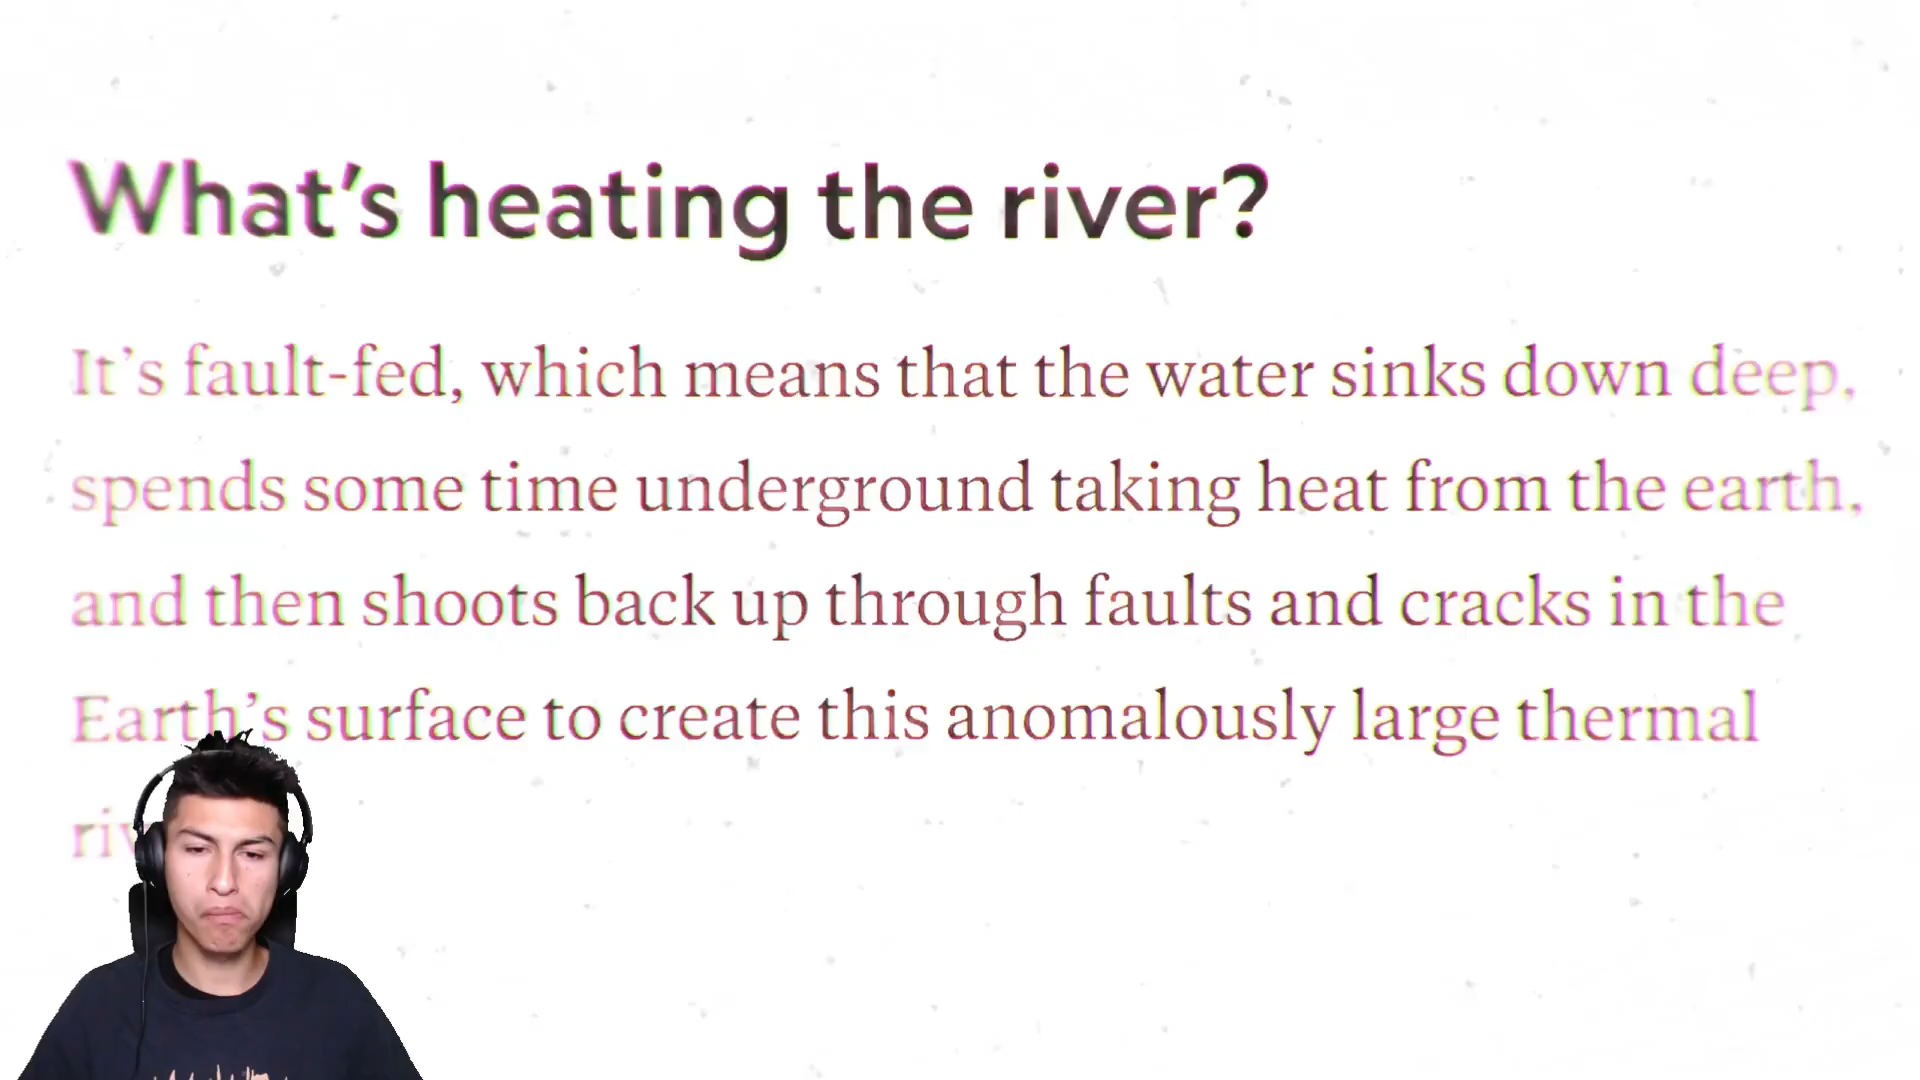 What's heating the river?
It's fault-fed, which means that the water sinks down deep,
spends some time underground taking heat from the earth,
and then shoots back up through faults and cracks in the
Earth's surface to create this anomalously large thermal